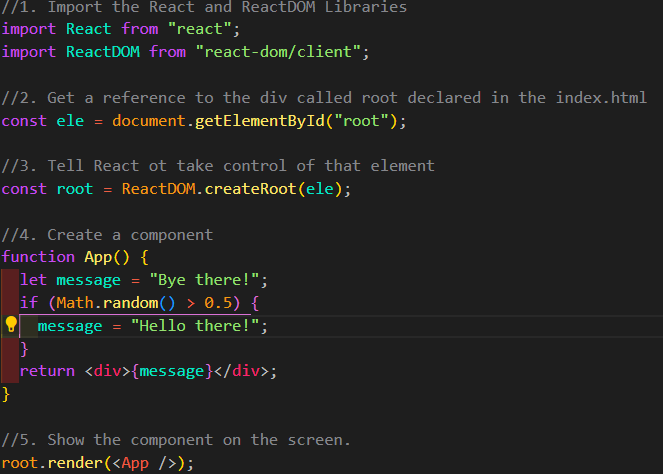 //1. Import the React and ReactDOM Libraries
import React from "react";
import ReactDOM from "react-dom/client";
//2. Get a reference to the div called root declared in the index.html
const ele = document.getElementById("root");
//3. Tell React ot take control of that element
const root = ReactDOM.createRoot(ele);
//4. Create a component
function App() {
let message = "Bye there!";
if (Math.random() > 0.5) {
message = "Hello there!";
}
return <div>{message}</div>;
}
//5. Show the component on the screen.
root.render(<App />);